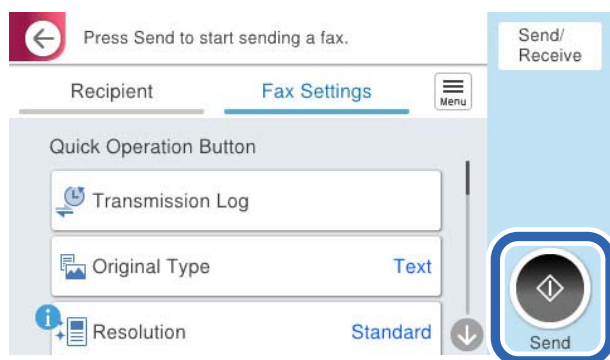 Press Send to start sending a fax.
Send/
Receive
Recipient
Fax Settings
Menu
Quick Operation Button
Transmission Log
Original Type
Text
Resolution
Standard
Send